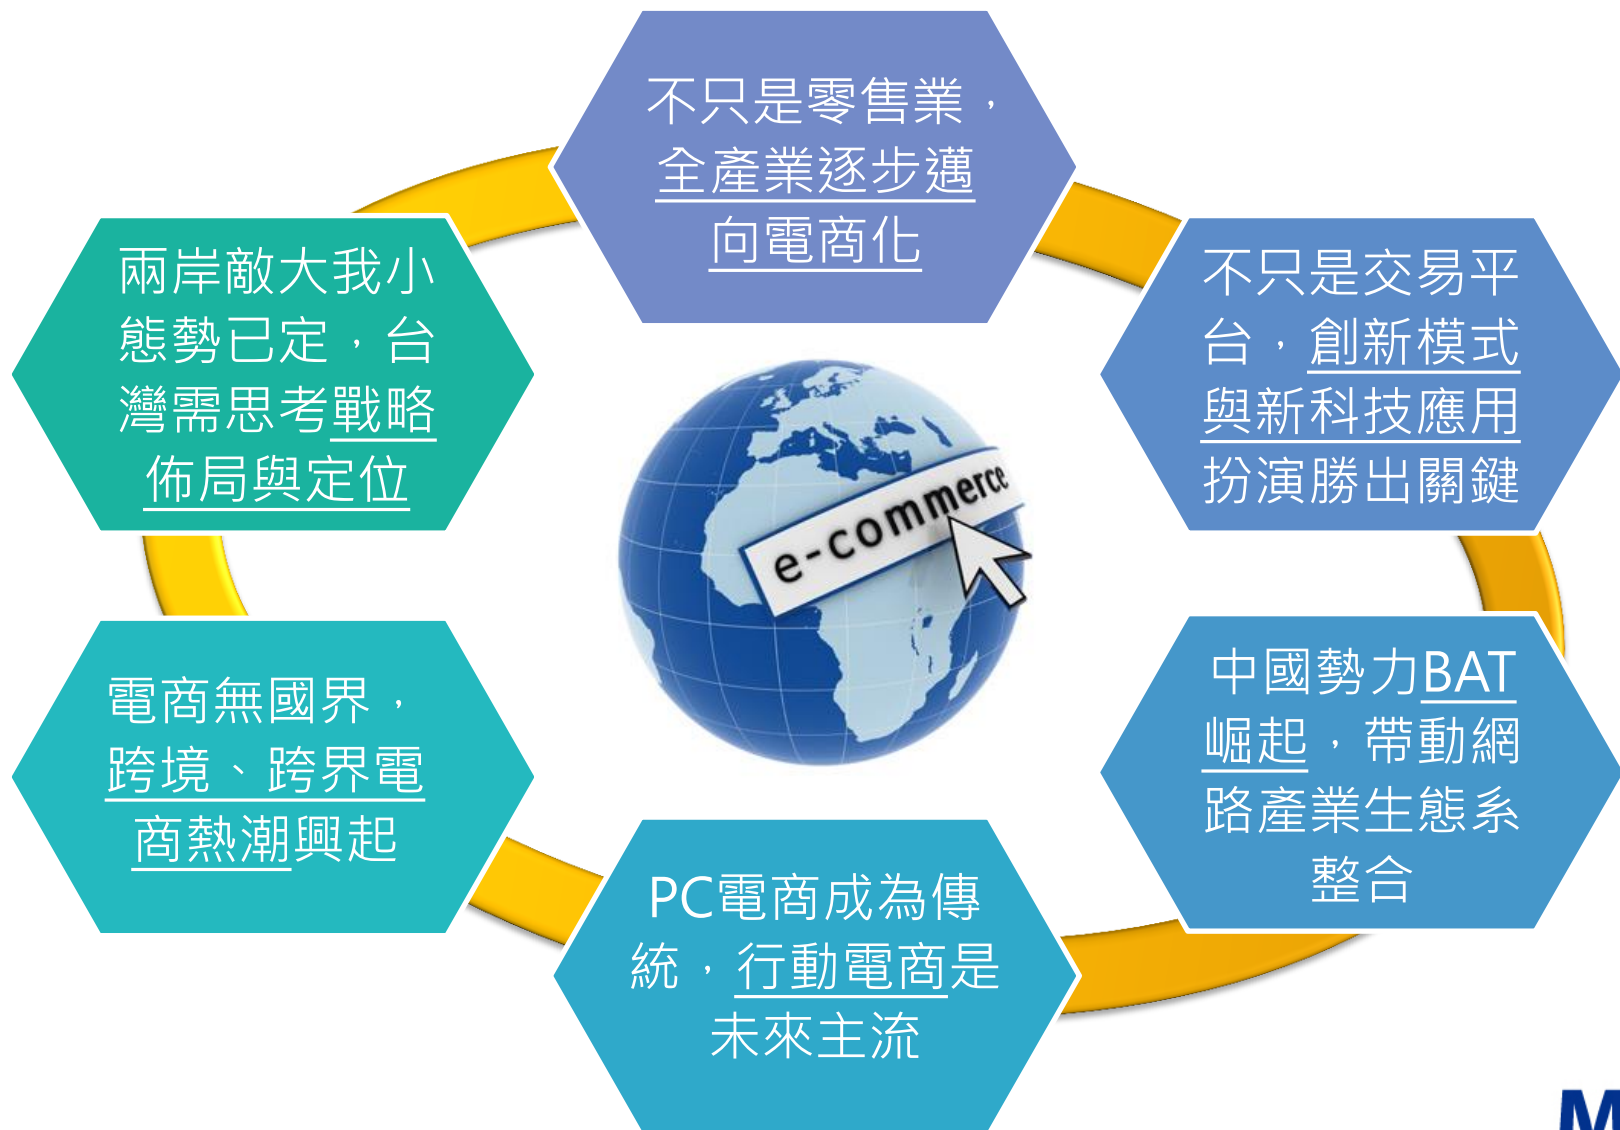 不只是零售業，
全產業逐步邁
向電商化
不只是交易平
台，創新模式
與新科技應用
扮演勝出關鍵
中國勢力BAT
崛起，帶動網
路產業生態系
整合
PC電商成為傳
統，行動電商是
未來主流
電商無國界，
跨境、跨界電
商熱潮興起
兩岸敵大我小
態勢已定，台
灣需思考戰略
佈局與定位
e-commerce
M